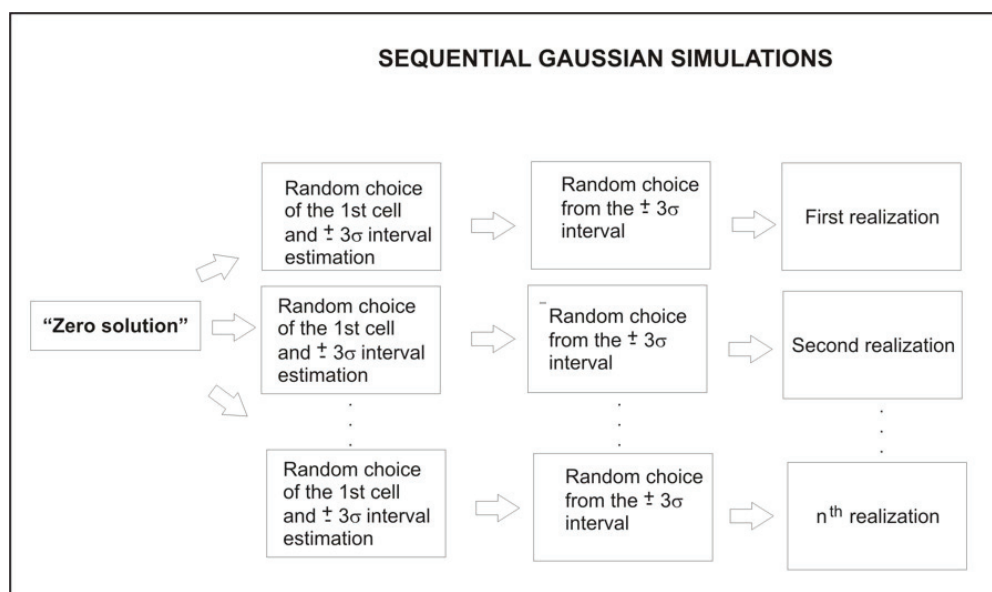 SEQUENTIAL GAUSSIAN SIMULATIONS
Random choice
of the 1st cell
and ± 3σ interval
estimation
Random choice
from the ± 3σ
interval
First realization
“Zero solution”
Random choice
of the 1st cell
and ± 3σ interval
estimation
Random choice
from the ± 3σ
interval
Second realization
Random choice
of the 1st cell
and ± 3σ interval
estimation
Random choice
from the ± 3σ
interval
nth realization